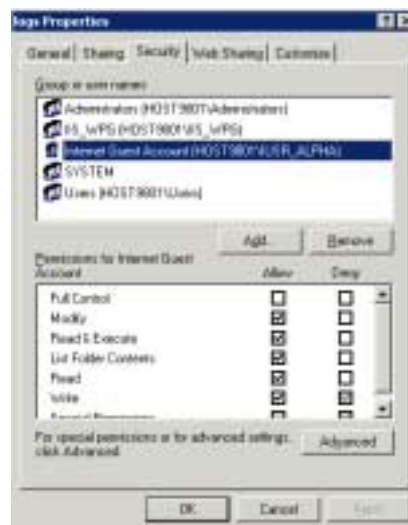 Properties
General Sharing Security Web Sharing Customize
Group or user names:
Administrators (HOST9801\Administrators)
IIS_WPG (HOST9801\IIS_WPG)
Internet Guest Account (HOST9801\IUSR_ALPHA)
SYSTEM
Users (HOST9801\Users)
Add... Remove
Permissions for Internet Guest
Account Allow Deny
Full Control
Modify
Read & Execute
List Folder Contents
Read
Write
Special Permissions
For special permissions or for advanced settings,
click Advanced.
Advanced
OK Cancel Apply